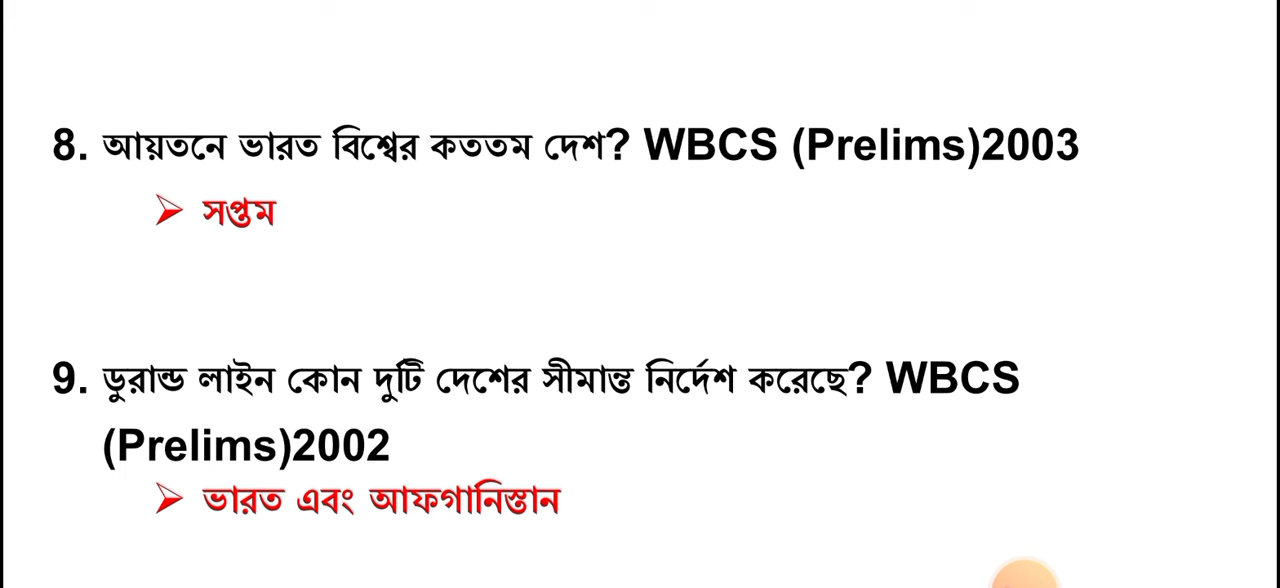 8. আয়তনে ভারত বিশ্বের কততম দেশ? WBCS (Prelims)2003
➢ সপ্তম
9. ডুরান্ড লাইন কোন দুটি দেশের সীমান্ত নির্দেশ করেছে? WBCS
(Prelims)2002
➢ ভারত এবং আফগানিস্তান